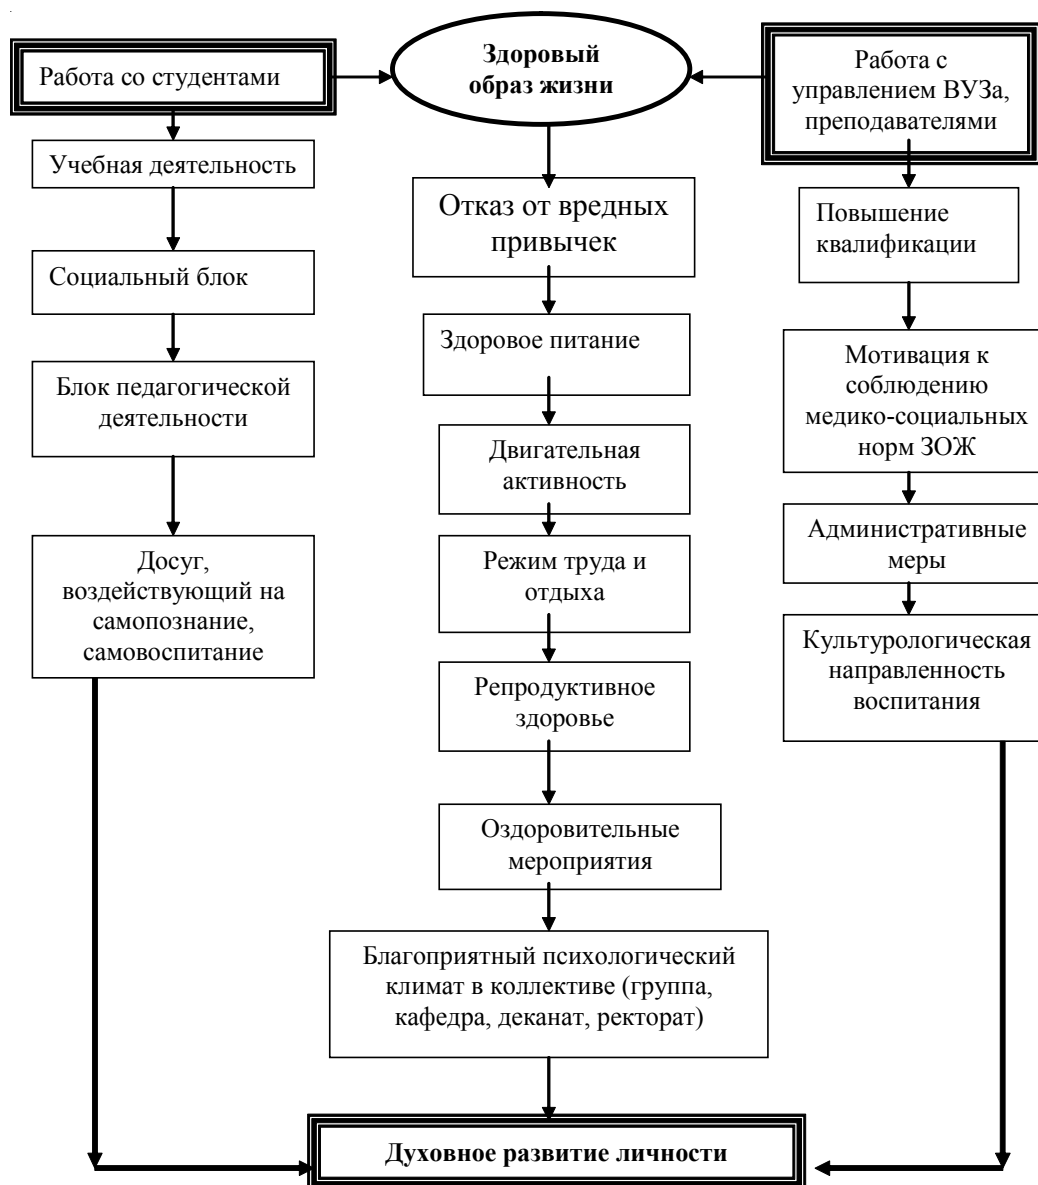 Работа со студентами
Учебная деятельность
Социальный блок
Блок педагогической
деятельности
Досуг,
воздействующий на
самопознание,
самовоспитание
Здоровый
образ жизни
Отказ от вредных
привычек
Здоровое питание
Двигательная
активность
Режим труда и
отдыха
Репродуктивное
здоровье
Оздоровительные
мероприятия
Благоприятный психологический
климат в коллективе (группа,
кафедра, деканат, ректорат)
Работа с
управлением ВУЗа,
преподавателями
Повышение
квалификации
Мотивация к
соблюдению
медико-социальных
норм ЗОЖ
Административные
меры
Культурологическая
направленность
воспитания
Духовное развитие личности